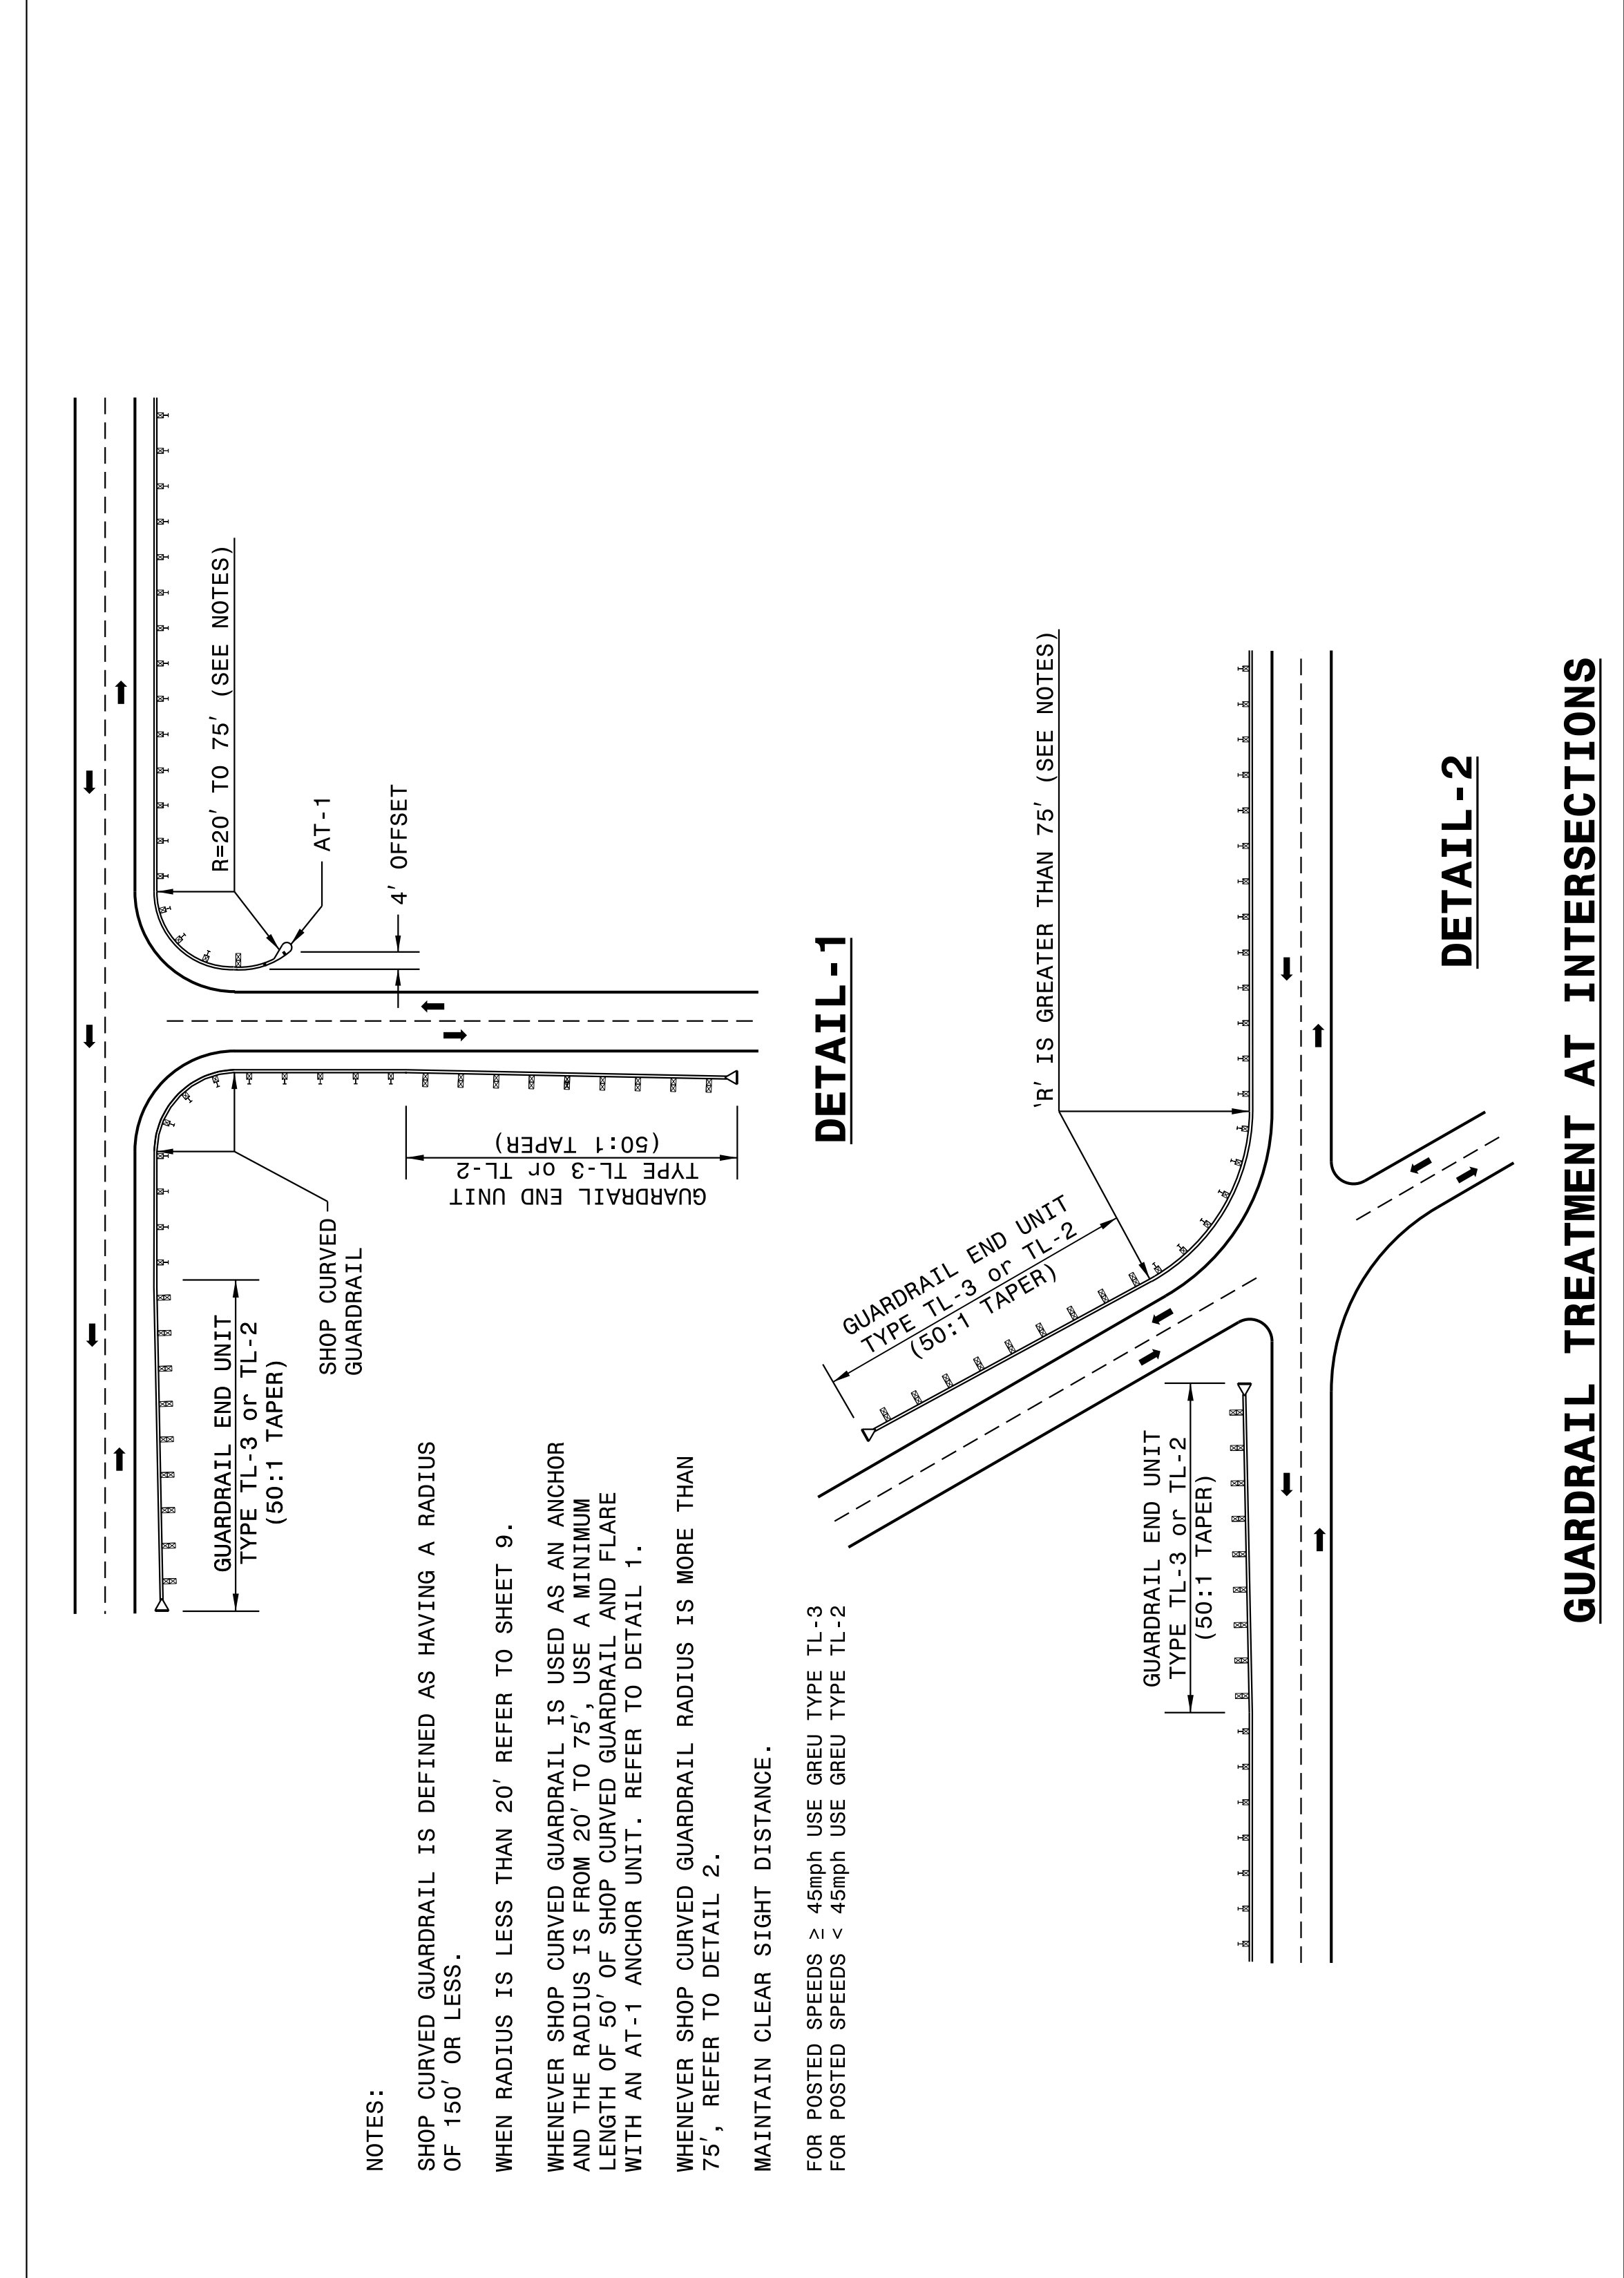 R=20' TO 75' (SEE NOTES)
AT-1
4' OFFSET
GUARDRAIL END UNIT
TYPE TL-3 or TL-2
(50:1 TAPER)
SHOP CURVED
GUARDRAIL
GUARDRAIL END UNIT
TYPE TL-3 or TL-2
(50:1 TAPER)
DETAIL-1
NOTES:
SHOP CURVED GUARDRAIL IS DEFINED AS HAVING A RADIUS
OF 150' OR LESS.
WHEN RADIUS IS LESS THAN 20' REFER TO SHEET 9.
WHENEVER SHOP CURVED GUARDRAIL IS USED AS AN ANCHOR
AND THE RADIUS IS FROM 20' TO 75', USE A MINIMUM
LENGTH OF 50' OF SHOP CURVED GUARDRAIL AND FLARE
WITH AN AT-1 ANCHOR UNIT. REFER TO DETAIL 1.
WHENEVER SHOP CURVED GUARDRAIL RADIUS IS MORE THAN
75', REFER TO DETAIL 2.
MAINTAIN CLEAR SIGHT DISTANCE.
FOR POSTED SPEEDS ≥ 45mph USE GREU TYPE TL-3
FOR POSTED SPEEDS < 45mph USE GREU TYPE TL-2
'R' IS GREATER THAN 75' (SEE NOTES)
GUARDRAIL END UNIT
TYPE TL-3 or TL-2
(50:1 TAPER)
GUARDRAIL END UNIT
TYPE TL-3 or TL-2
(50:1 TAPER)
DETAIL-2
GUARDRAIL TREATMENT AT INTERSECTIONS